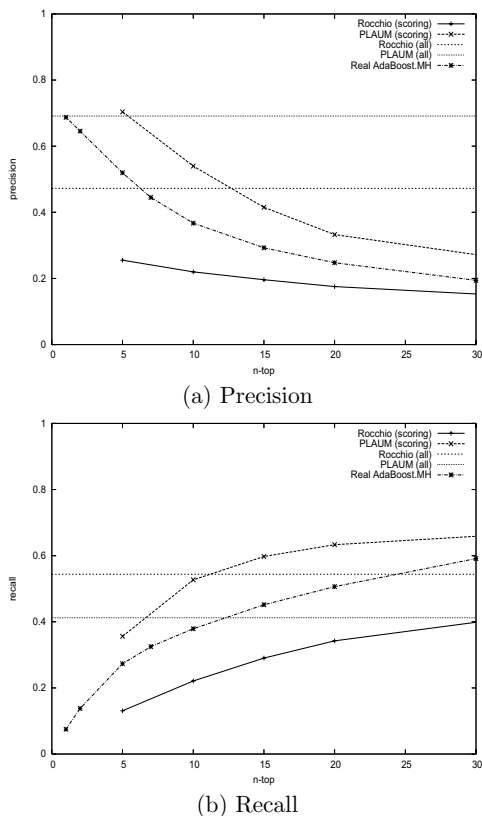 Rocchio (scoring)
PLAUM (scoring)
Rocchio (all)
PLAUM (all)
Real AdaBoost.MH
1
0.8
0.6
0.4
0.2
0
precision
0 5 10 15 20 25 30
n-top
(a) Precision
Rocchio (scoring)
PLAUM (scoring)
Rocchio (all)
PLAUM (all)
Real AdaBoost.MH
1
0.8
0.6
0.4
0.2
0
recall
0 5 10 15 20 25 30
n-top
(b) Recall